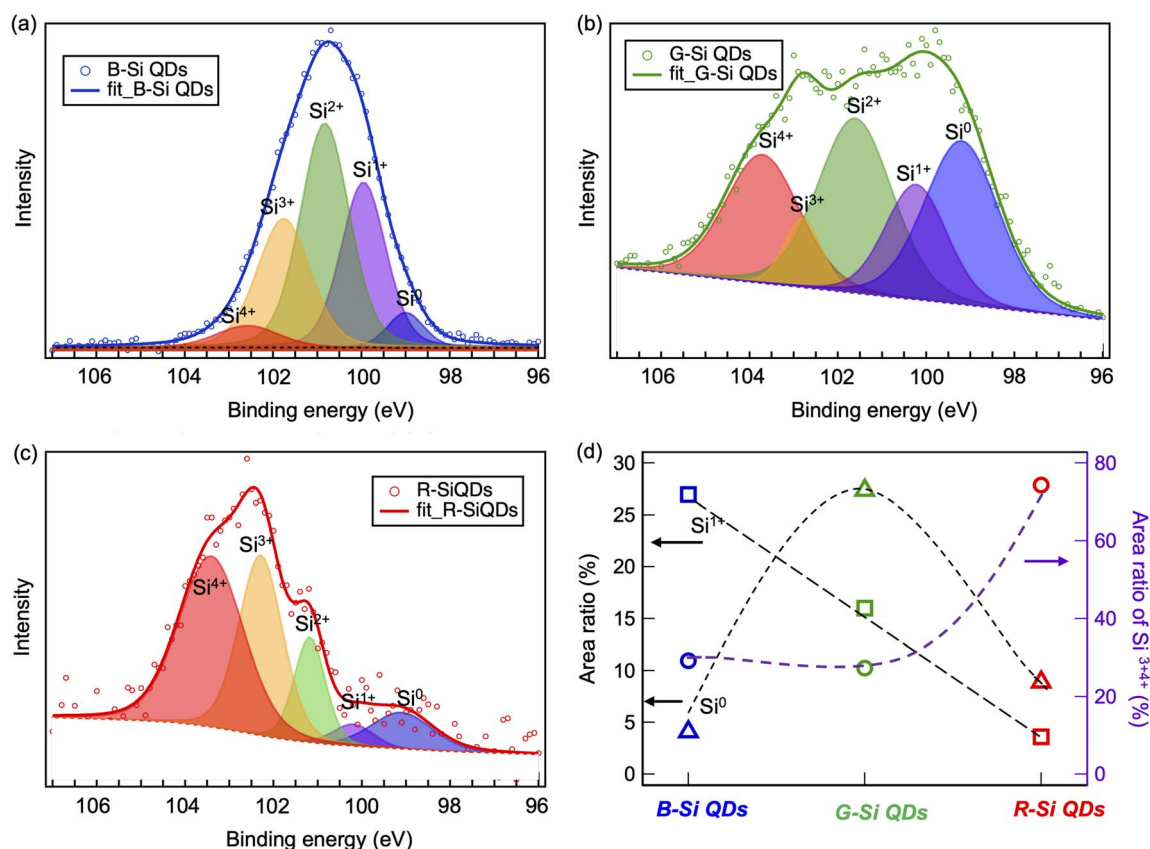 (a)
B-Si QDs
fit_B-Si QDs
Si2+
Si1+
Si3+
Si4+
Si0
Intensity
106 104 102 100 98 96
Binding energy (eV)
(b)
G-Si QDs
fit_G-Si QDs
Si4+
Si3+
Si2+
Si1+
Si0
Intensity
106 104 102 100 98 96
Binding energy (eV)
(c)
R-SiQDs
fit_R-SiQDs
Si4+
Si3+
Si2+
Si1+
Si0
Intensity
106 104 102 100 98 96
Binding energy (eV)
(d)
30
25
20
15
10
5
0
Area ratio (%)
Si1+
Si0
80
60
40
20
0
Area ratio of Si 3+4+ (%)
B-Si QDs G-Si QDs R-Si QDs